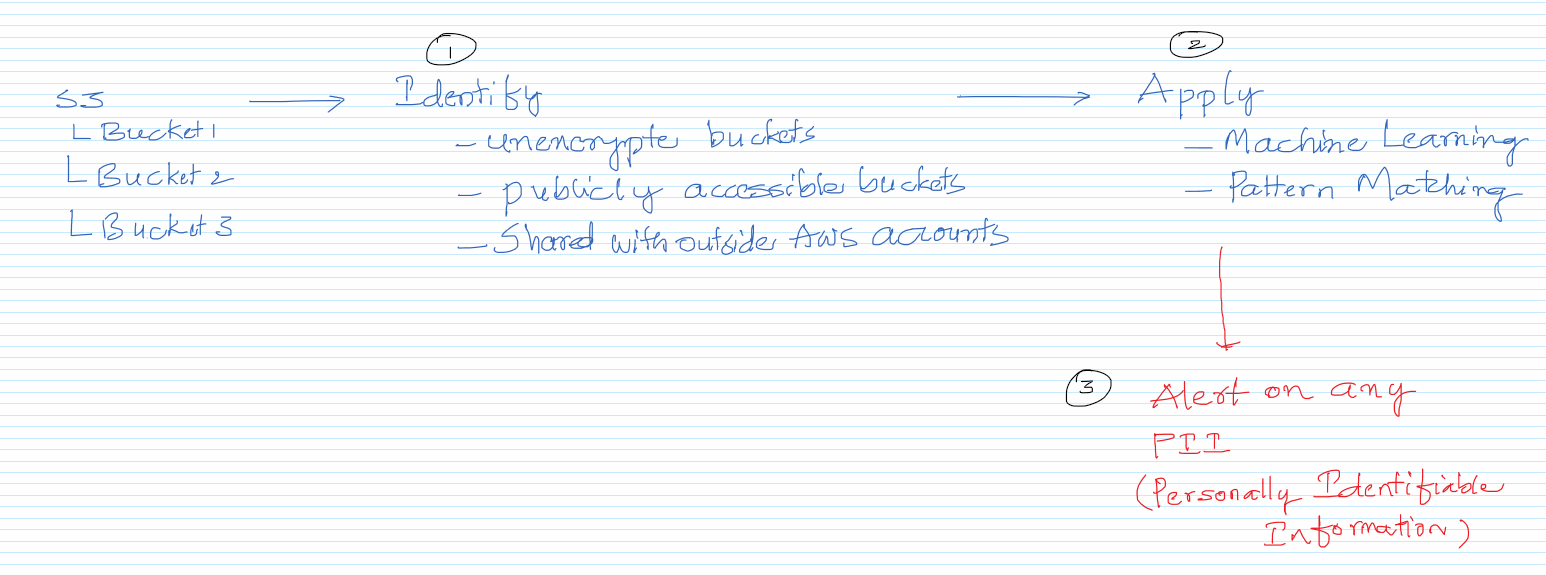 1
2
S3
Identify
Apply
Bucket 1
- unencrypte buckets
- Machine Learning
Bucket 2
- publicly accessible buckets
- Pattern Matching
Bucket 3
- Shared with outside AWS accounts
3
Alert on any
PII
(Personally Identifiable
Information)